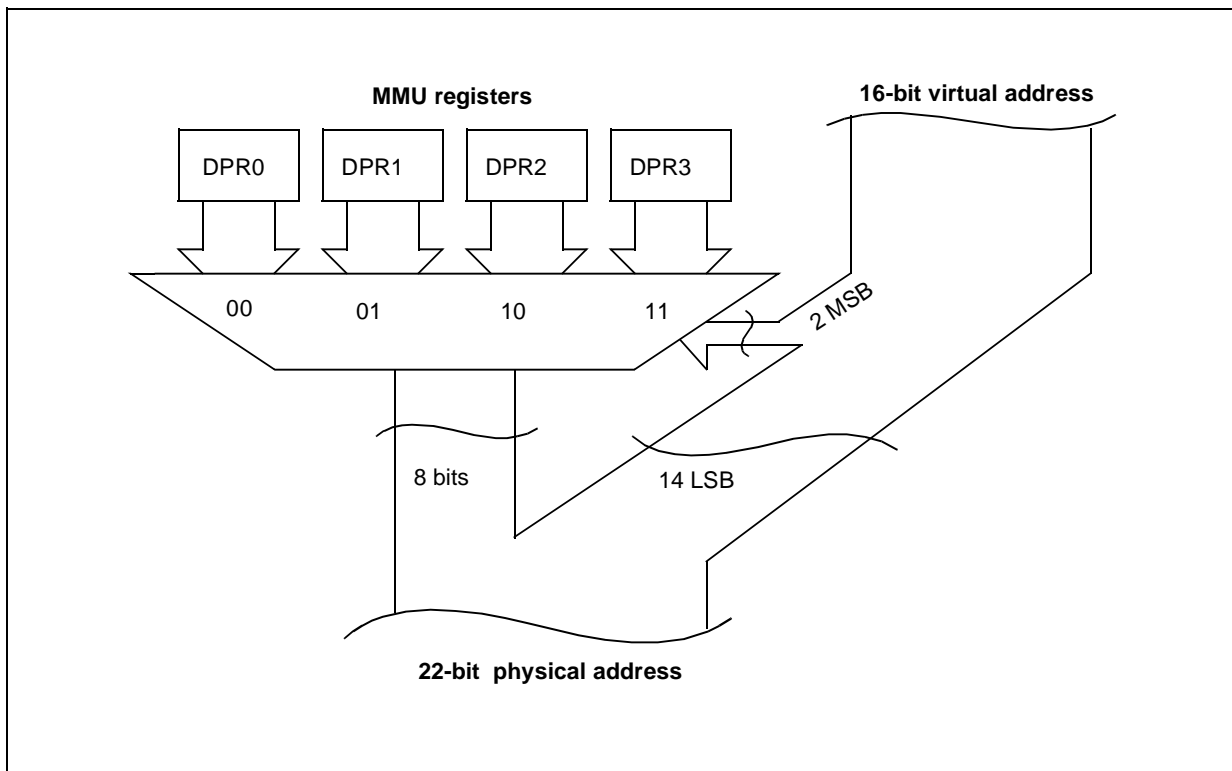 MMU registers
16-bit virtual address
DPR0
DPR1
DPR2
DPR3
00
01
10
11
2 MSB
8 bits
14 LSB
22-bit physical address